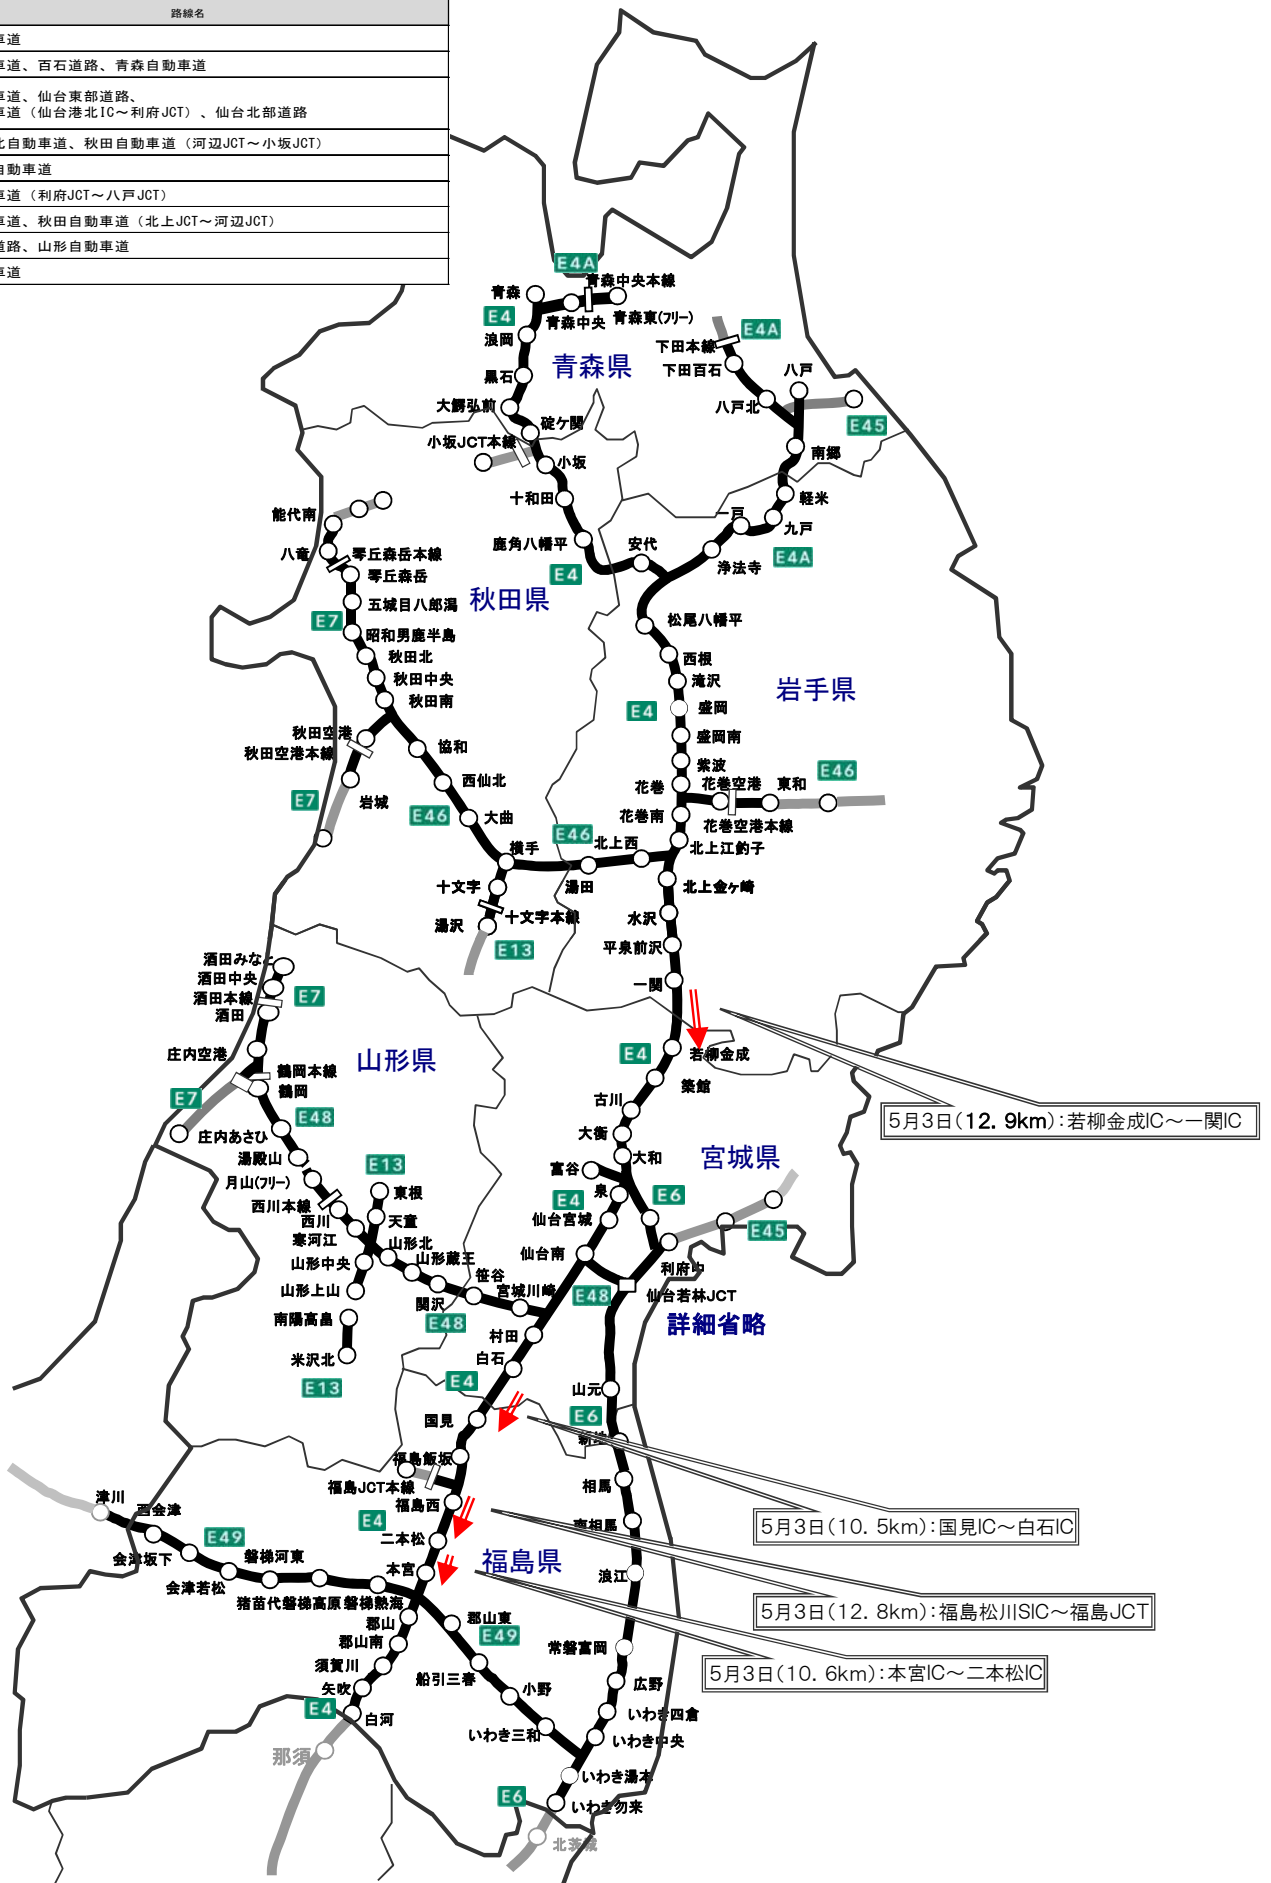 路線名
車道
車道、百石道路、青森自動車道
車道、仙台東部道路、
車道（仙台港北IC～利府JCT）、仙台北部道路
北自動車道、秋田自動車道（河辺JCT～小坂JCT）
自動車道
車道（利府JCT～八戸JCT）
車道、秋田自動車道（北上JCT～河辺JCT）
道路、山形自動車道
車道
E4A
青森中央本線
青森
E4
青森中央
青森東(フリー)
浪岡
青森県
黒石
大鰐弘前
碇ケ関
小坂JCT本線
小坂
十和田
鹿角八幡平
E4
安代
E4A
下田本線
下田百石
八戸
八戸北
E45
南郷
軽米
一戸
九戸
浄法寺
E4A
能代南
八竜
琴丘森岳本線
琴丘森岳
五城目八郎潟
秋田県
E7
昭和男鹿半島
秋田北
秋田中央
秋田南
秋田空港
秋田空港本線
E7
岩城
協和
西仙北
E46
大曲
横手
十文字
十文字本線
湯沢
E13
松尾八幡平
西根
滝沢
岩手県
E4
盛岡
盛岡南
紫波
花巻
花巻空港
東和
E46
花巻南
花巻空港本線
E46
北上西
北上江釣子
湯田
北上金ヶ崎
水沢
平泉前沢
一関
酒田みなと
酒田中央
酒田本線
E7
酒田
庄内空港
山形県
鶴岡本線
鶴岡
E7
E48
庄内あさひ
湯殿山
月山(フリー)
西川本線
西川
寒河江
E13
東根
天童
山形北
山形中央
山形蔵王
山形上山
笹谷
関沢
宮城川崎
E48
南陽高畠
米沢北
E13
E4
若柳金成
築館
古川
大衡
大和
富谷
宮城県
泉
E4
E6
仙台宮城
E45
仙台南
利府中
E48
仙台若林JCT
詳細省略
村田
白石
E4
山元
E6
新地
国見
福島飯坂
福島JCT本線
相馬
福島西
E4
南相馬
二本松
福島県
本宮
浪江
津川
西会津
E49
会津坂下
磐梯河東
会津若松
猪苗代磐梯高原
磐梯熱海
郡山
郡山東
E49
郡山南
須賀川
船引三春
常磐富岡
矢吹
小野
広野
E4
白河
いわき三和
いわき四倉
いわき中央
那須
いわき湯本
E6
いわき勿来
北茨城
5月3日(12.9km):若柳金成IC～一関IC
5月3日(10.5km):国見IC～白石IC
5月3日(12.8km):福島松川SIC～福島JCT
5月3日(10.6km):本宮IC～二本松IC